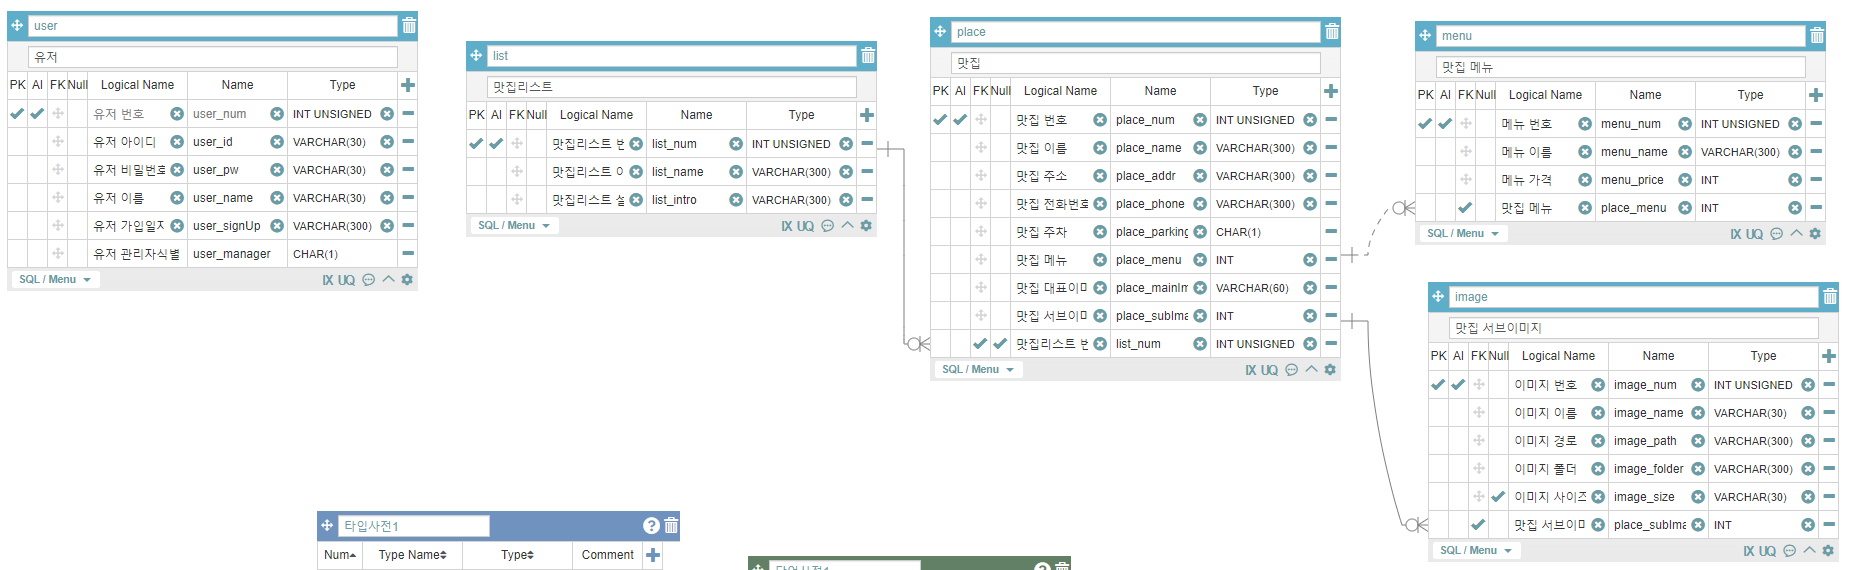 user
유저
PK AI FK Null Logical Name Name Type
유저 번호 user_num INT UNSIGNED
유저 아이디 user_id VARCHAR(30)
유저 비밀번호 user_pw VARCHAR(30)
유저 이름 user_name VARCHAR(30)
유저 가입일자 user_signUp VARCHAR(300)
유저 관리자식별 user_manager CHAR(1)
SQL / Menu IX UQ
list
맛집리스트
PK AI FK Null Logical Name Name Type
맛집리스트 list_num INT UNSIGNED
맛집리스트 list_name VARCHAR(300)
맛집리스트 list_intro VARCHAR(300)
SQL / Menu IX UQ
place
맛집
PK AI FK Null Logical Name Name Type
맛집 번호 place_num INT UNSIGNED
맛집 이름 place_name VARCHAR(300)
맛집 주소 place_addr VARCHAR(300)
맛집 전화번호 place_phone VARCHAR(300)
맛집 주차 place_parking CHAR(1)
맛집 메뉴 place_menu INT
맛집 대표이미 place_mainIm VARCHAR(60)
맛집 서브이미 place_subIma INT
맛집리스트 list_num INT UNSIGNED
SQL / Menu IX UQ
menu
맛집 메뉴
PK AI FK Null Logical Name Name Type
메뉴 번호 menu_num INT UNSIGNED
메뉴 이름 menu_name VARCHAR(300)
메뉴 가격 menu_price INT
맛집 메뉴 place_menu INT
SQL / Menu IX UQ
image
맛집 서브이미지
PK AI FK Null Logical Name Name Type
이미지 번호 image_num INT UNSIGNED
이미지 이름 image_name VARCHAR(30)
이미지 경로 image_path VARCHAR(300)
이미지 폴더 image_folder VARCHAR(300)
이미지 사이즈 image_size VARCHAR(30)
맛집 서브이미 place_subIma INT
SQL / Menu IX UQ
타입사전1
Num Type Name Type Comment